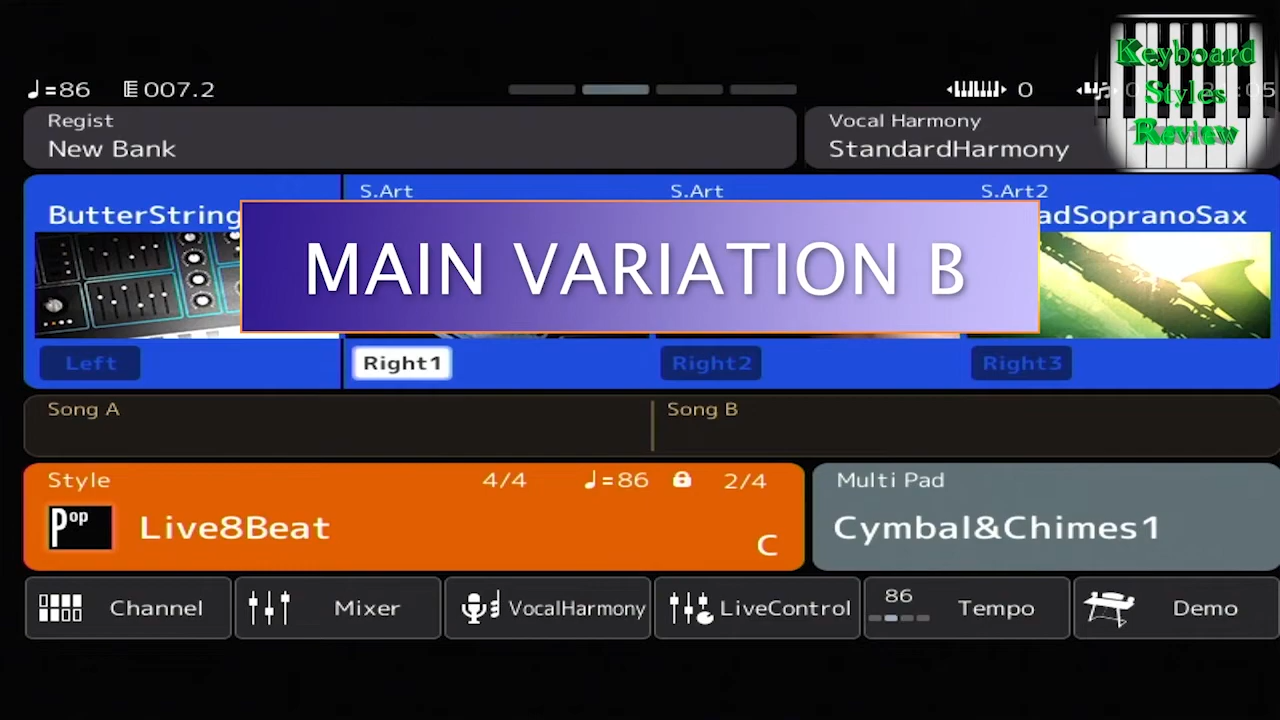 ♩=86 007.2 0
Keyboard
Styles
Review
Regist
New Bank
Vocal Harmony
StandardHarmony
ButterString
S.Art
S.Art
S.Art2
adSopranoSax
MAIN VARIATION B
Left
Right1
Right2
Right3
Song A
Song B
Style
4/4 ♩=86 2/4
Pop
Live8Beat
C
Multi Pad
Cymbal&Chimes1
Channel
Mixer
VocalHarmony
LiveControl
86
Tempo
Demo